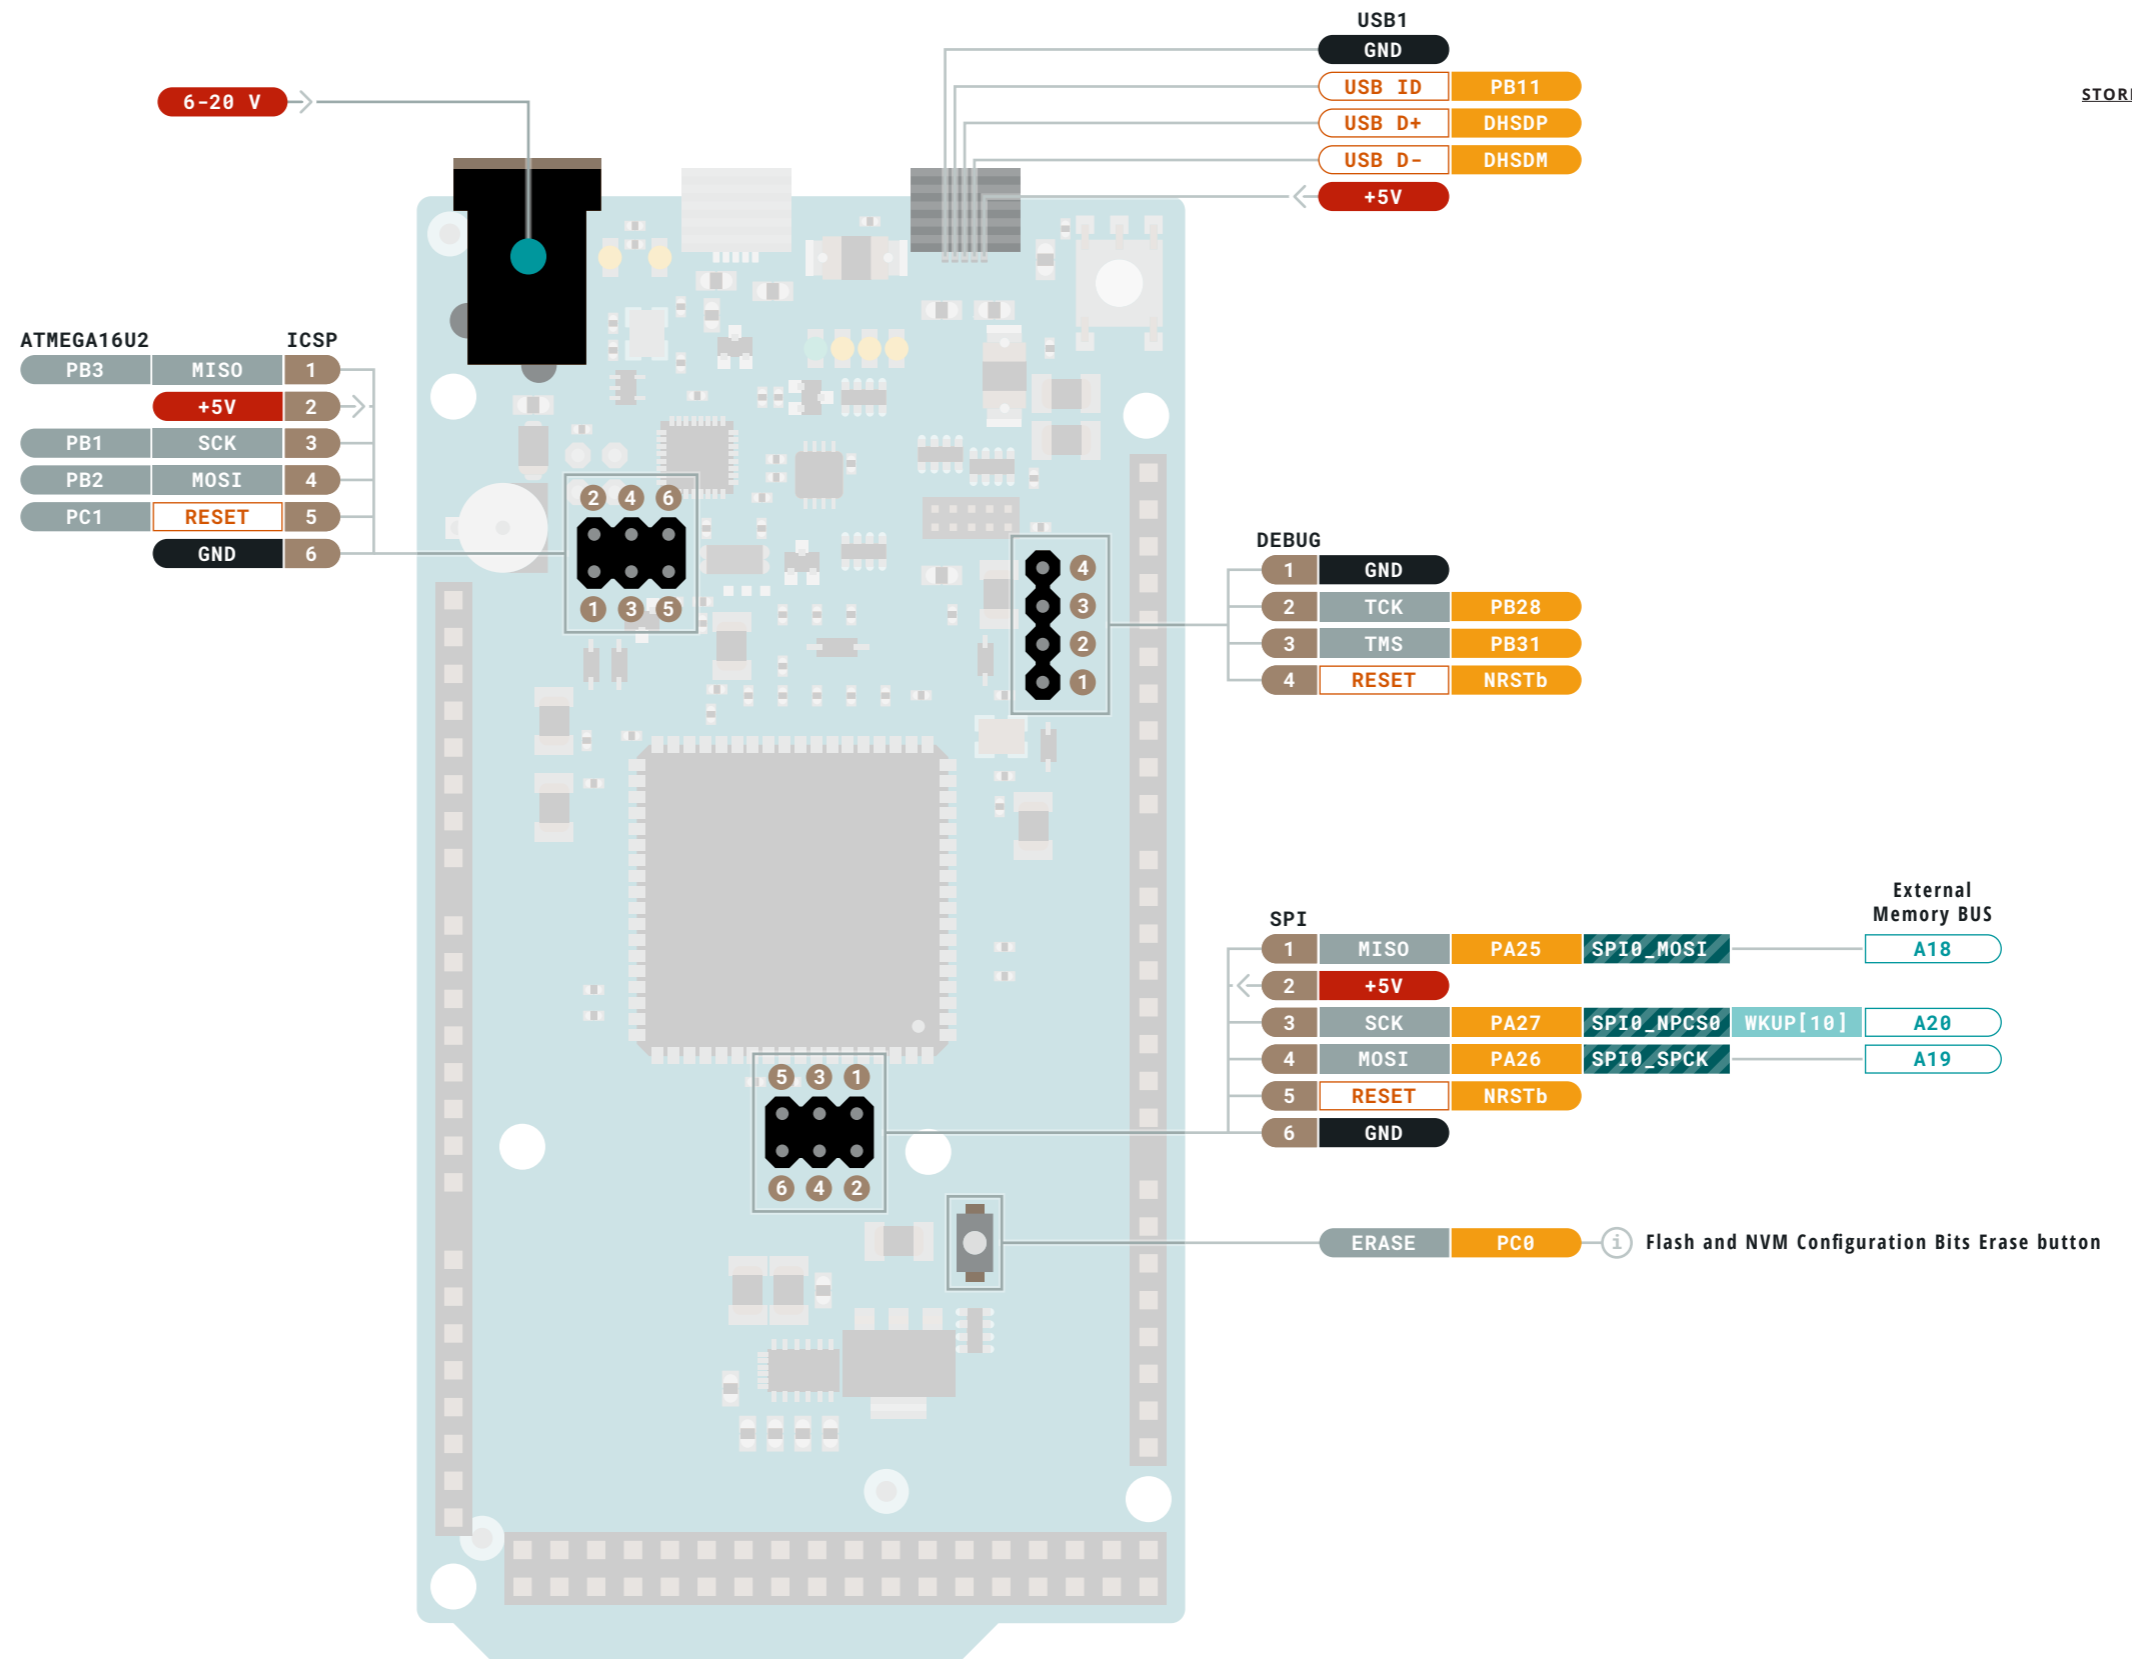 USB1
GND
USB ID PB11
USB D+ DHSDP
USB D- DHSDM
+5V
6-20 V
ATMEGA16U2 ICSP
PB3 MISO 1
+5V 2
PB1 SCK 3
PB2 MOSI 4
PC1 RESET 5
GND 6
2 4 6
1 3 5
4
3
2
1
DEBUG
1 GND
2 TCK PB28
3 TMS PB31
4 RESET NRSTb
External
Memory BUS
SPI
1 MISO PA25 SPI0_MOSI A18
2 +5V
3 SCK PA27 SPI0_NPCS0 WKUP[10] A20
4 MOSI PA26 SPI0_SPCK A19
5 RESET NRSTb
6 GND
5 3 1
6 4 2
ERASE PC0 i Flash and NVM Configuration Bits Erase button